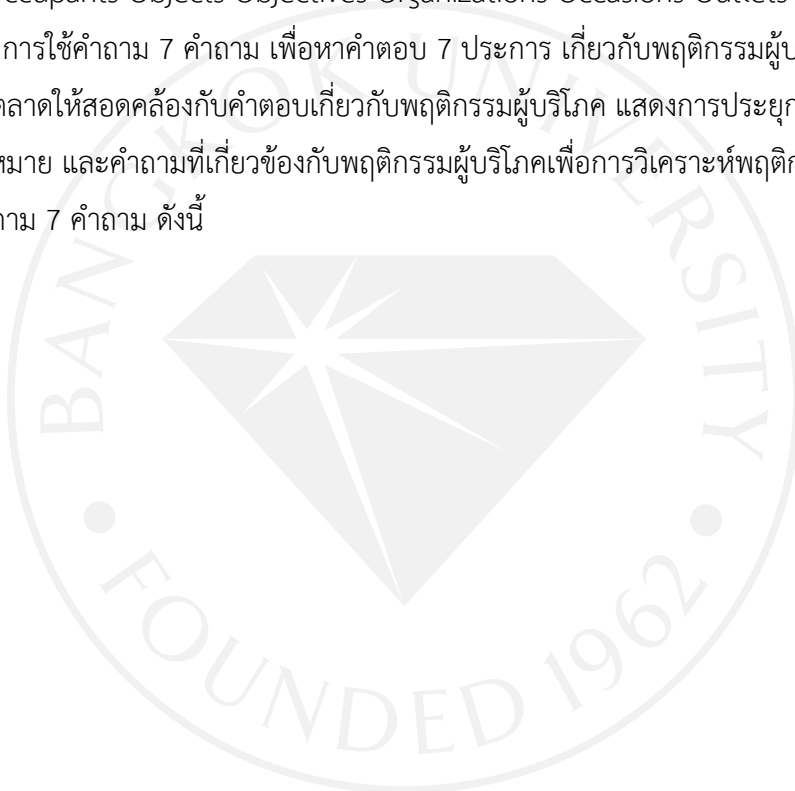 Objects Objectives Organizations Occasions Outlets
การใช้คำถาม 7 คำถาม เพื่อหาคำตอบ 7 ประการ เกี่ยวกับพฤติกรรมผู้บ
ตลาดให้สอดคล้องกับคำตอบเกี่ยวกับพฤติกรรมผู้บริโภค แสดงการประยุก
หมาย และคำถามที่เกี่ยวข้องกับพฤติกรรมผู้บริโภคเพื่อการวิเคราะห์พฤติก
ถาม 7 คำถาม ดังนี้
BANGKOK UNIVERSITY
FOUNDED 1962